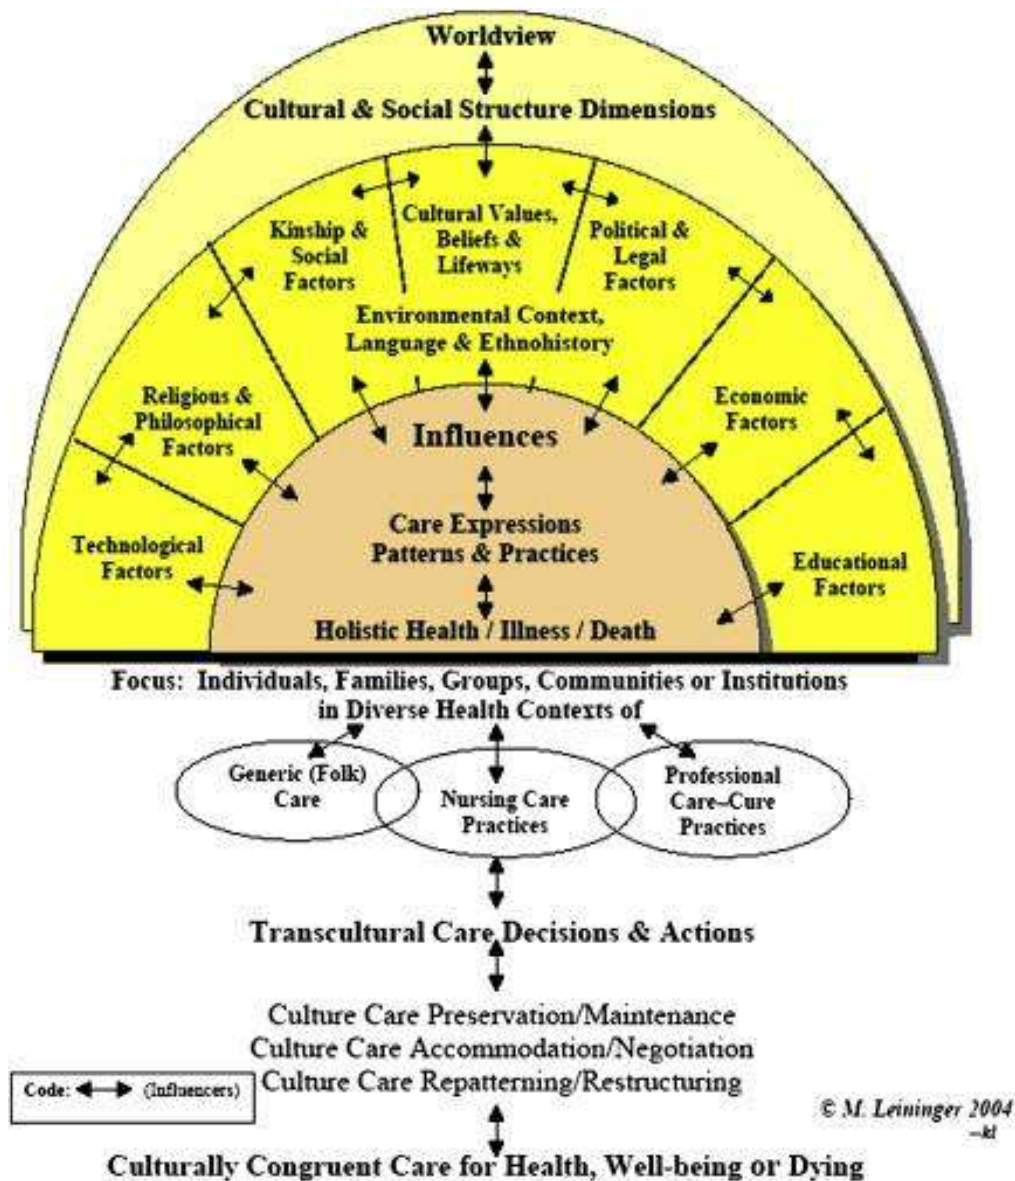 Worldview
Cultural & Social Structure Dimensions
Kinship &
Social
Factors
Cultural Values,
Beliefs &
Lifeways
Political &
Legal
Factors
Environmental Context,
Language & Ethnohistory
Religious &
Philosophical
Factors
Economic
Factors
Technological
Factors
Educational
Factors
Influences
Care Expressions
Patterns & Practices
Holistic Health / Illness / Death
Focus: Individuals, Families, Groups, Communities or Institutions
in Diverse Health Contexts of
Generic (Folk)
Care
Nursing Care
Practices
Professional
Care–Cure
Practices
Transcultural Care Decisions & Actions
Culture Care Preservation/Maintenance
Culture Care Accommodation/Negotiation
Culture Care Repatterning/Restructuring
Code: (Influencers)
© M. Leininger 2004
–kl
Culturally Congruent Care for Health, Well-being or Dying